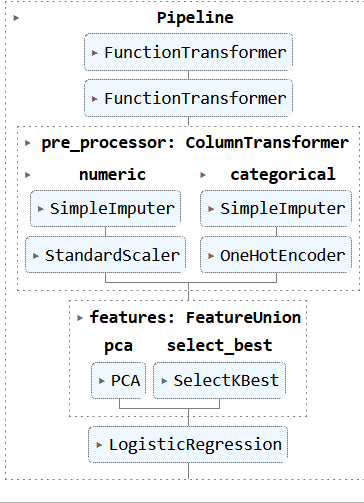 Pipeline
FunctionTransformer
FunctionTransformer
pre_processor: ColumnTransformer
numeric categorical
SimpleImputer SimpleImputer
StandardScaler OneHotEncoder
features: FeatureUnion
pca select_best
PCA SelectKBest
LogisticRegression